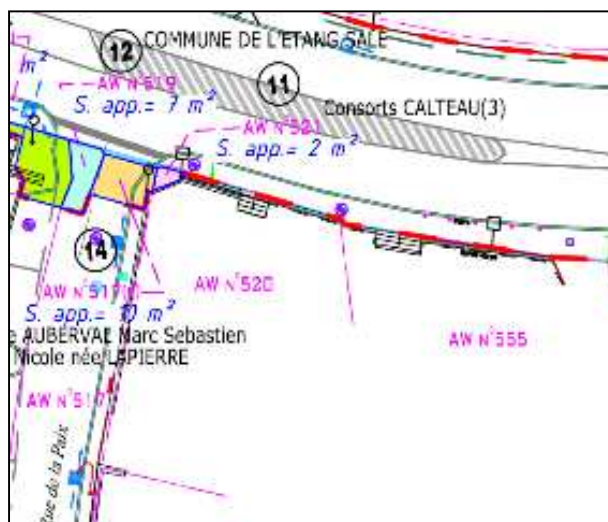 12
COMMUNE DE L'ETANG SALE
m²
AW N°519
11
S. app.= 7 m²
Consorts CALTEAU(3)
AW N°521
S. app.= 2 m²
14
AW N°520
S. app.= 10 m²
AUBERVAL Marc Sebastien
Nicole née LAPIERRE
AW N°555
AW N°517
Rue de la Paix